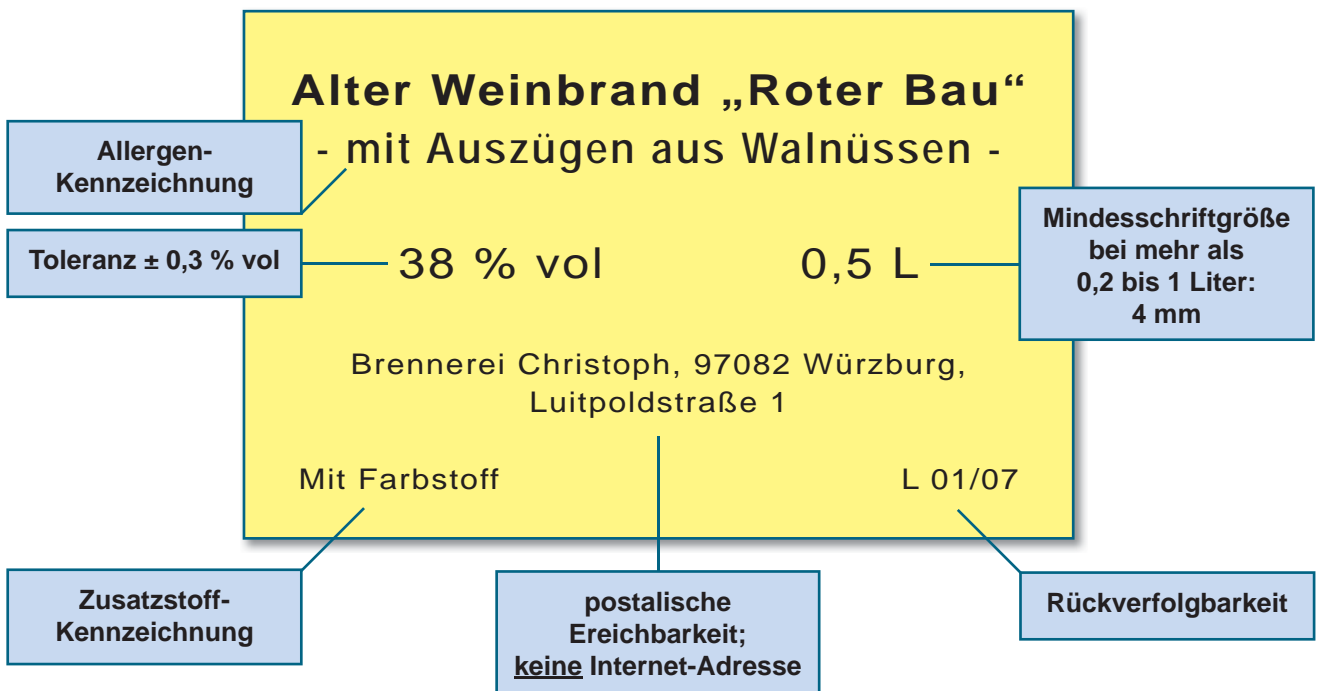 Alter Weinbrand „Roter Bau“
- mit Auszügen aus Walnüssen -
Allergen-
Kennzeichnung
Toleranz ± 0,3 % vol
38 % vol
0,5 L
Mindesschriftgröße
bei mehr als
0,2 bis 1 Liter:
4 mm
Brennerei Christoph, 97082 Würzburg,
Luitpoldstraße 1
Mit Farbstoff
L 01/07
Zusatzstoff-
Kennzeichnung
postalische
Ereichbarkeit;
keine Internet-Adresse
Rückverfolgbarkeit